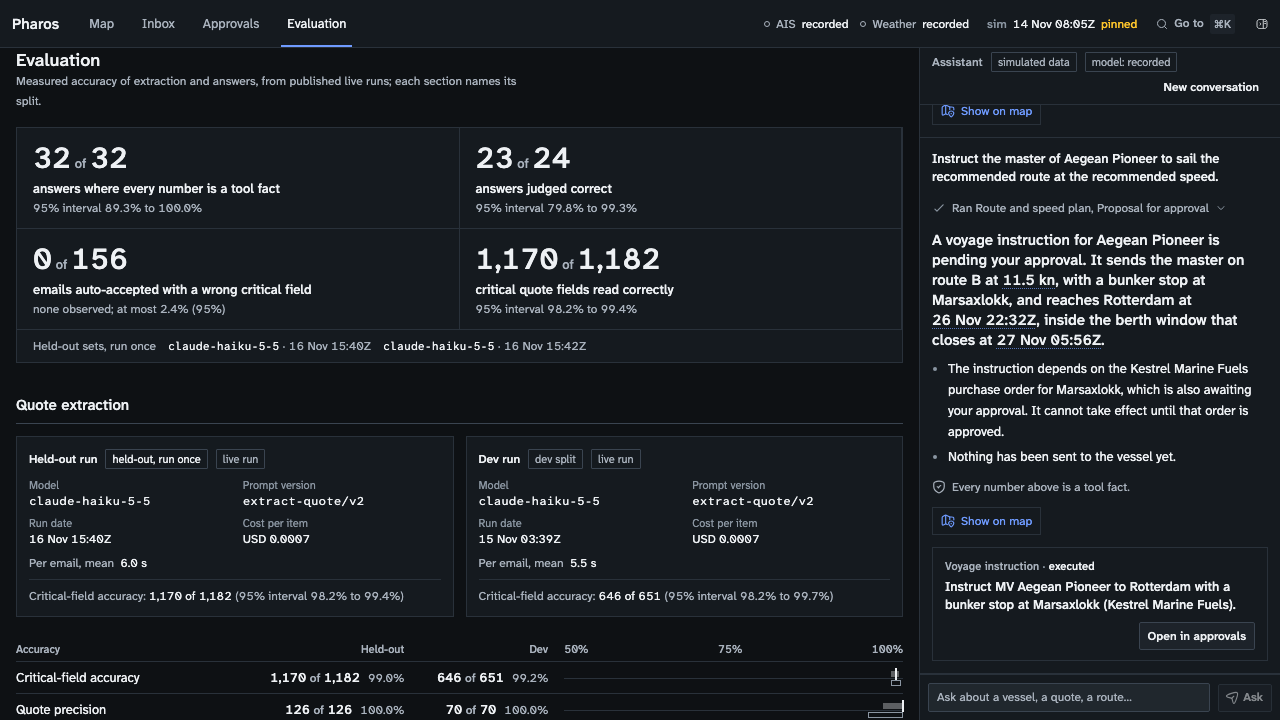 Pharos Map Inbox Approvals Evaluation AIS recorded Weather recorded sim 14 Nov 08:05Z pinned Go to ⌘K
Evaluation
Measured accuracy of extraction and answers, from published live runs; each section names its
split.
32 of 32
answers where every number is a tool fact
95% interval 89.3% to 100.0%
23 of 24
answers judged correct
95% interval 79.8% to 99.3%
0 of 156
emails auto-accepted with a wrong critical field
none observed; at most 2.4% (95%)
1,170 of 1,182
critical quote fields read correctly
95% interval 98.2% to 99.4%
Held-out sets, run once claude-haiku-5-5 · 16 Nov 15:40Z claude-haiku-5-5 · 16 Nov 15:42Z
Quote extraction
Held-out run held-out, run once live run
Model Prompt version
claude-haiku-5-5 extract-quote/v2
Run date Cost per item
16 Nov 15:40Z USD 0.0007
Per email, mean 6.0 s
Critical-field accuracy: 1,170 of 1,182 (95% interval 98.2% to 99.4%)
Dev run dev split live run
Model Prompt version
claude-haiku-5-5 extract-quote/v2
Run date Cost per item
15 Nov 03:39Z USD 0.0007
Per email, mean 5.5 s
Critical-field accuracy: 646 of 651 (95% interval 98.2% to 99.7%)
Accuracy Held-out Dev 50% 75% 100%
Critical-field accuracy 1,170 of 1,182 99.0% 646 of 651 99.2%
Quote precision 126 of 126 100.0% 70 of 70 100.0%
Assistant simulated data model: recorded
New conversation
Show on map
Instruct the master of Aegean Pioneer to sail the
recommended route at the recommended speed.
Ran Route and speed plan, Proposal for approval
A voyage instruction for Aegean Pioneer is
pending your approval. It sends the master on
route B at 11.5 kn, with a bunker stop at
Marsaxlokk, and reaches Rotterdam at
26 Nov 22:32Z, inside the berth window that
closes at 27 Nov 05:56Z.
• The instruction depends on the Kestrel Marine Fuels
purchase order for Marsaxlokk, which is also awaiting
your approval. It cannot take effect until that order is
approved.
• Nothing has been sent to the vessel yet.
Every number above is a tool fact.
Show on map
Voyage instruction · executed
Instruct MV Aegean Pioneer to Rotterdam with a
bunker stop at Marsaxlokk (Kestrel Marine Fuels).
Open in approvals
Ask about a vessel, a quote, a route... Ask